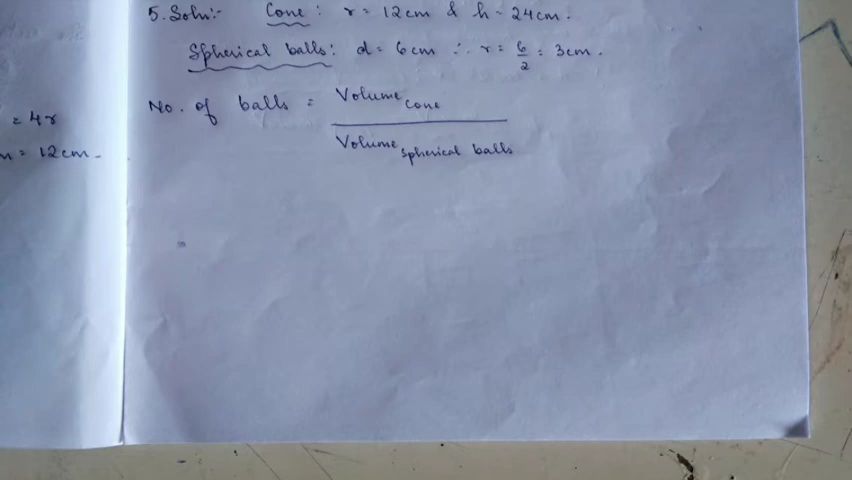 5. Soln:- Cone: r = 12cm & h = 24cm.
Spherical balls: d = 6cm ∴ r = 6/2 = 3cm.
No. of balls = Volume cone
Volume spherical balls
= 4r
= 12cm.